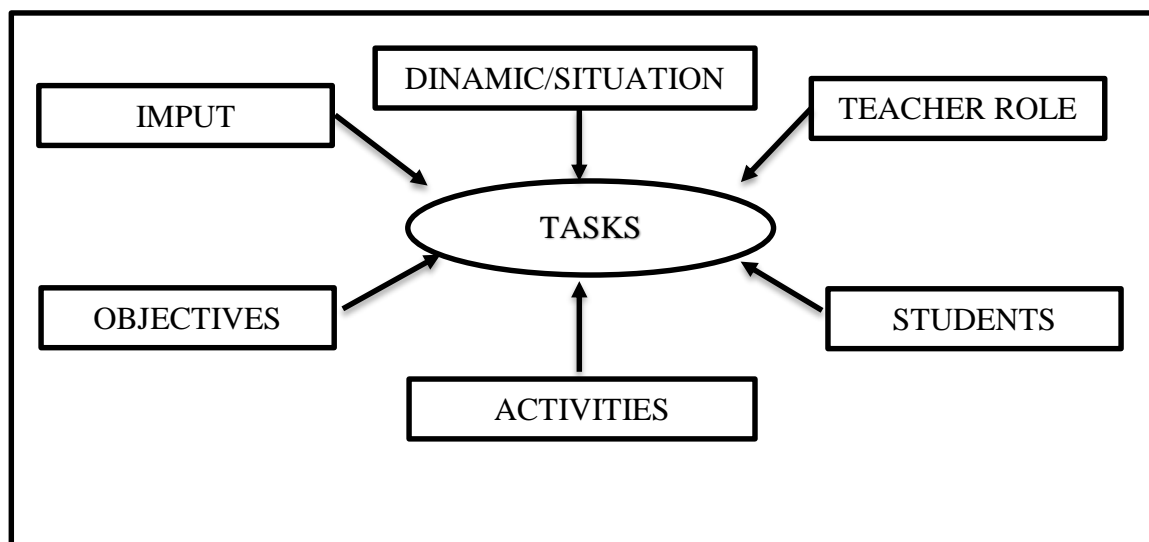 DINAMIC/SITUATION
IMPUT
TEACHER ROLE
TASKS
OBJECTIVES
STUDENTS
ACTIVITIES